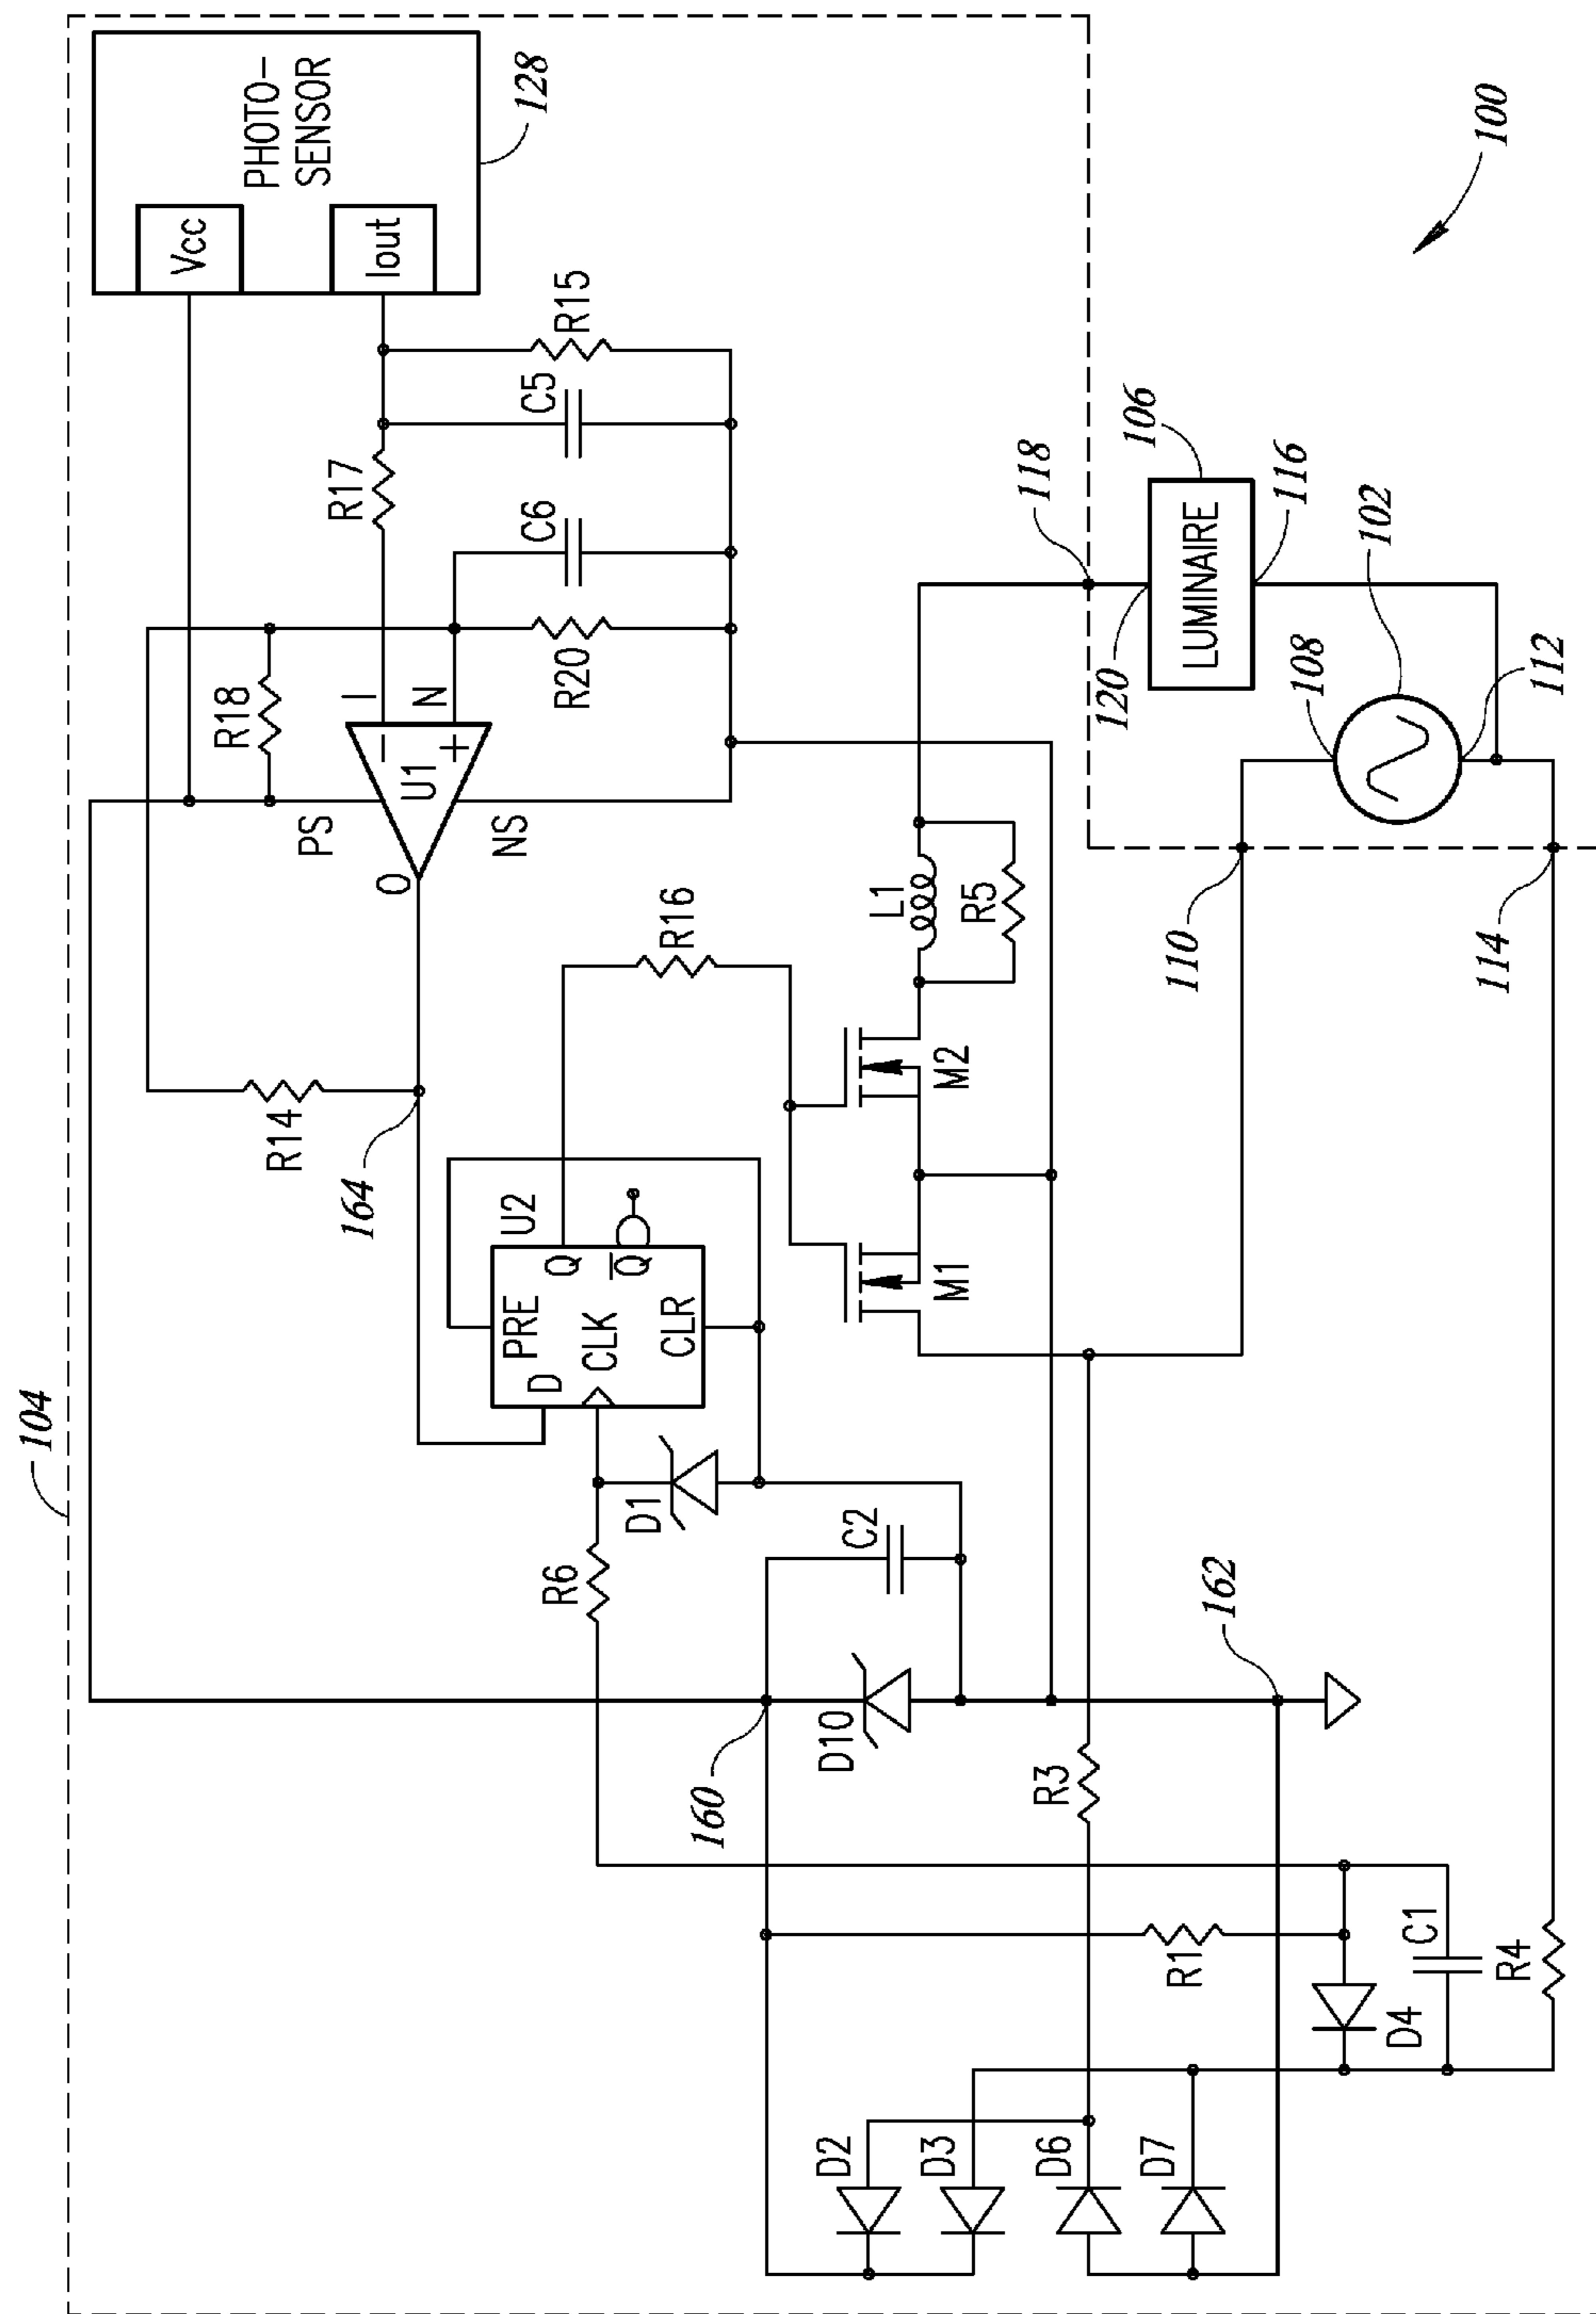 104
PHOTO-
SENSOR
Vcc
Iout
128
R15
C5
R17
C6
R18
I
N
R20
PS
U1
NS
O
R14
164
R16
L1
R5
118
106
LUMINAIRE
116
120
102
108
112
100
110
114
U2
PRE
Q
Q̅
D
CLK
CLR
M2
M1
D1
R6
C2
160
D10
162
R3
R1
C1
R4
D4
D2
D3
D6
D7